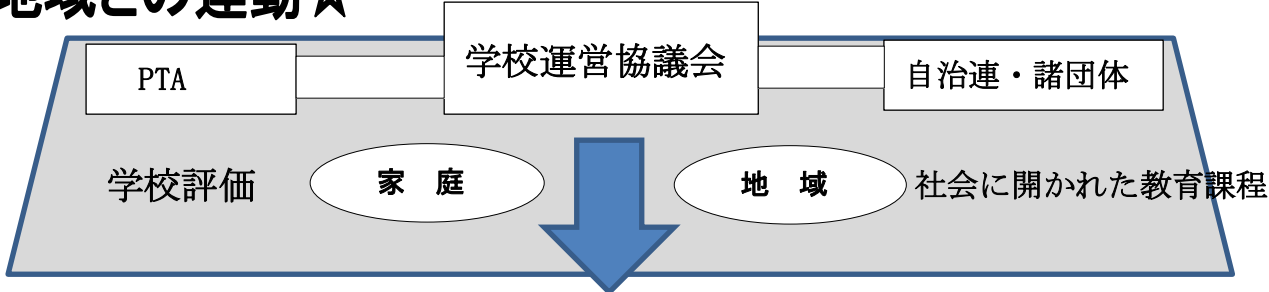 地域との連動☆
学校運営協議会
PTA
自治連・諸団体
学校評価
家 庭
地 域
社会に開かれた教育課程